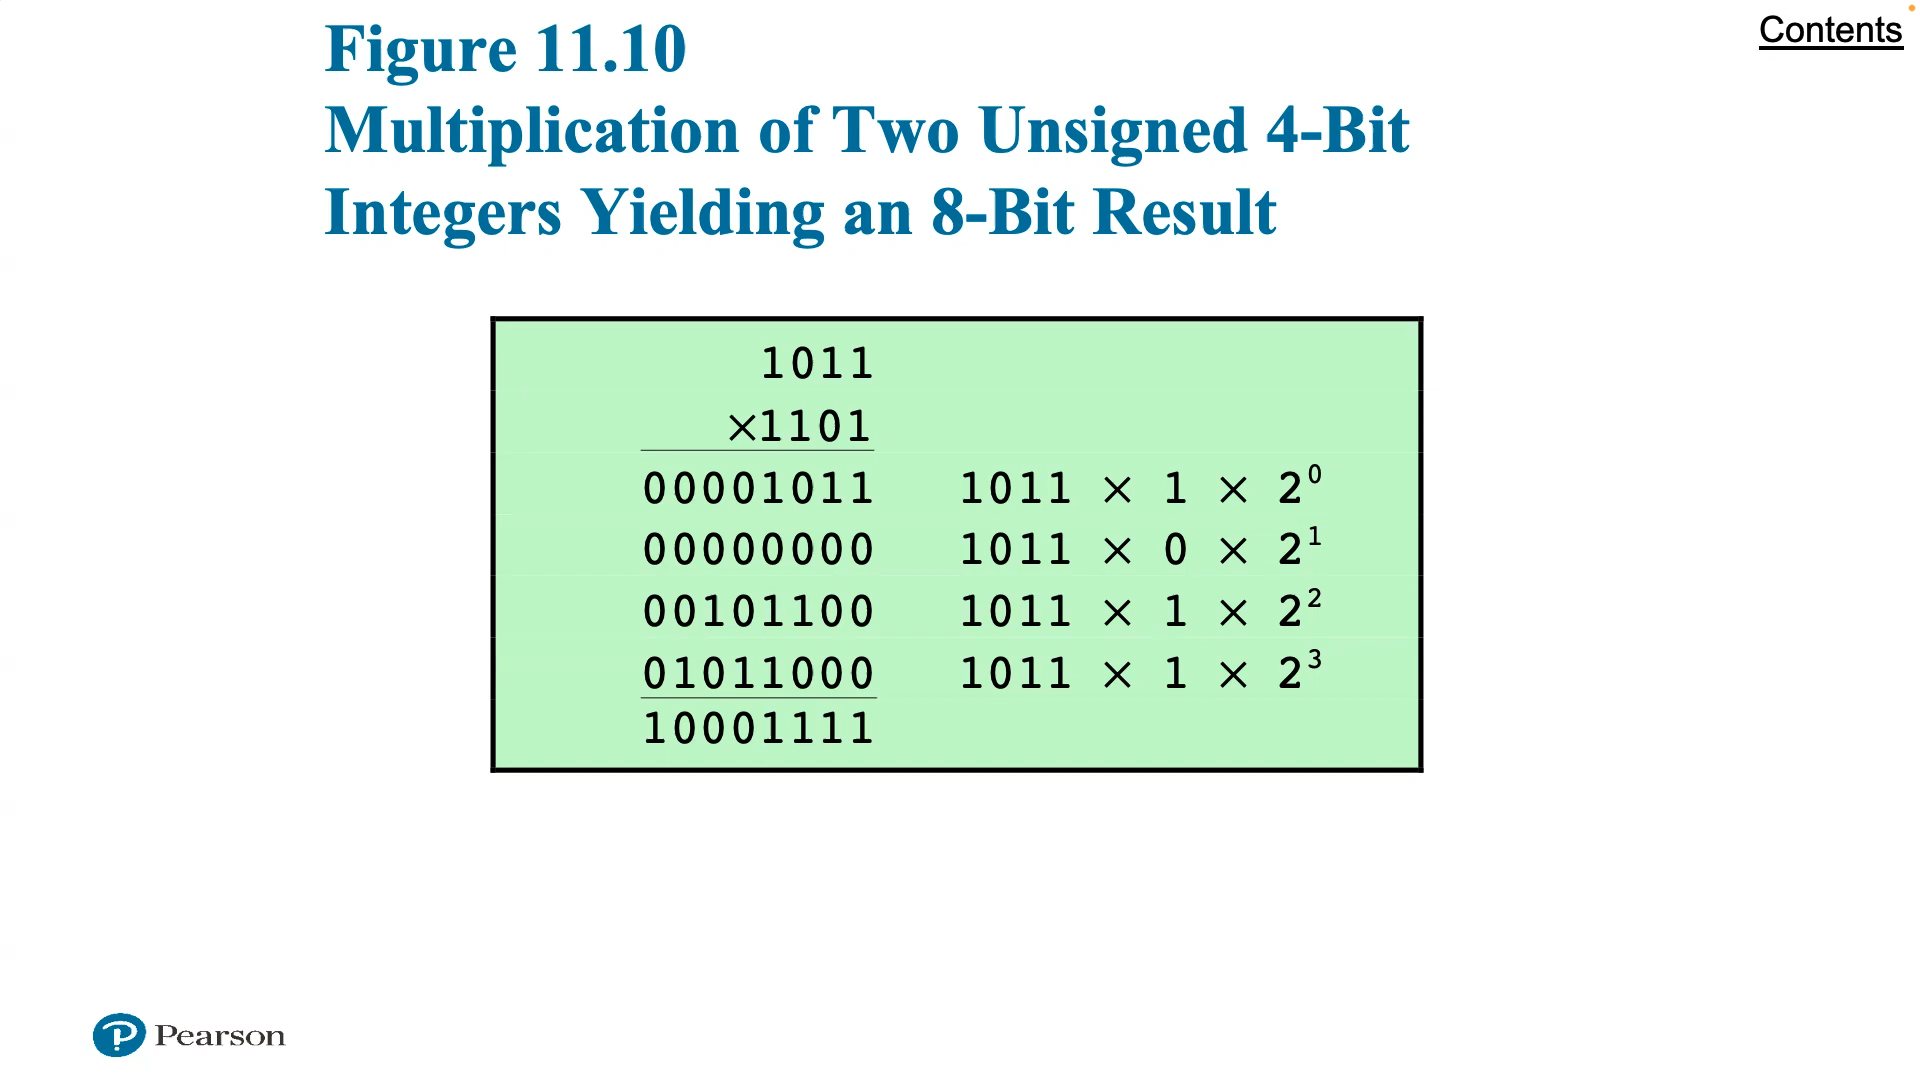 Contents
Figure 11.10
Multiplication of Two Unsigned 4-Bit
Integers Yielding an 8-Bit Result
1011
×1101
00001011 1011 × 1 × 2⁰
00000000 1011 × 0 × 2¹
00101100 1011 × 1 × 2²
01011000 1011 × 1 × 2³
10001111
Pearson